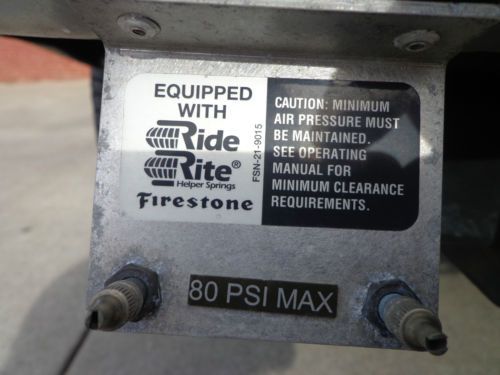 EQUIPPED
WITH
Ride
Rite®
Helper Springs
Firestone
FSN-21-9015
CAUTION: MINIMUM
AIR PRESSURE MUST
BE MAINTAINED.
SEE OPERATING
MANUAL FOR
MINIMUM CLEARANCE
REQUIREMENTS.
80 PSI MAX